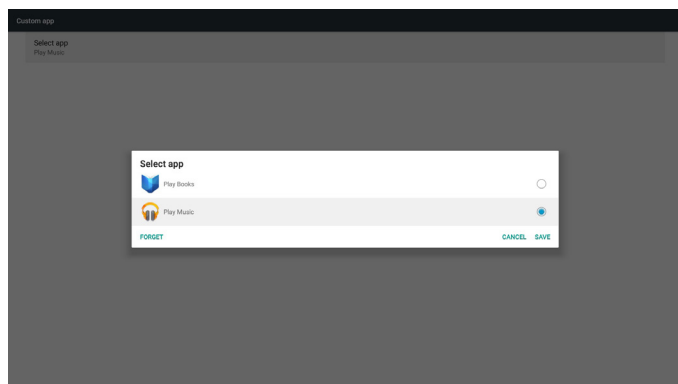 Custom app
Select app
Play Music
Select app
Play Books
Play Music
FORGET CANCEL SAVE